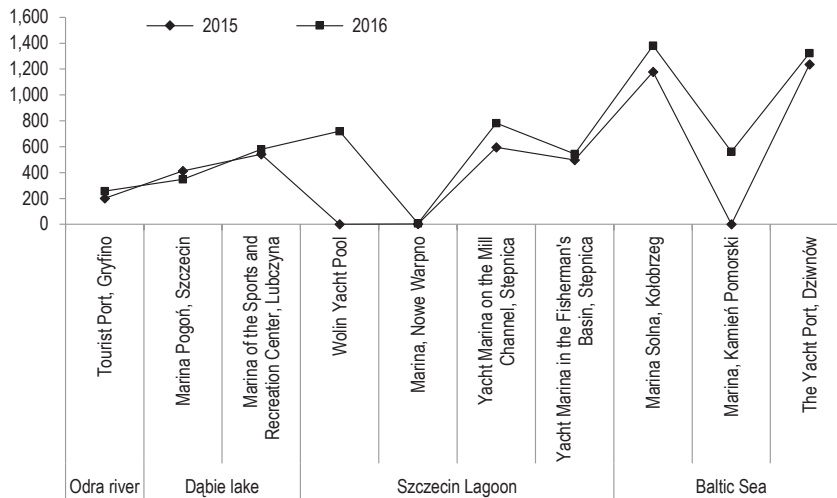 1,600
1,400
1,200
1,000
800
600
400
200
0
2015
2016
Tourist Port, Gryfino
Marina Pogoń, Szczecin
Marina of the Sports and
Recreation Center, Lubczyna
Wolin Yacht Pool
Marina, Nowe Warpno
Yacht Marina on the Mill
Channel, Stepnica
Yacht Marina in the Fisherman's
Basin, Stepnica
Marina Solna, Kołobrzeg
Marina, Kamień Pomorski
The Yacht Port, Dziwnów
Odra river
Dąbie lake
Szczecin Lagoon
Baltic Sea